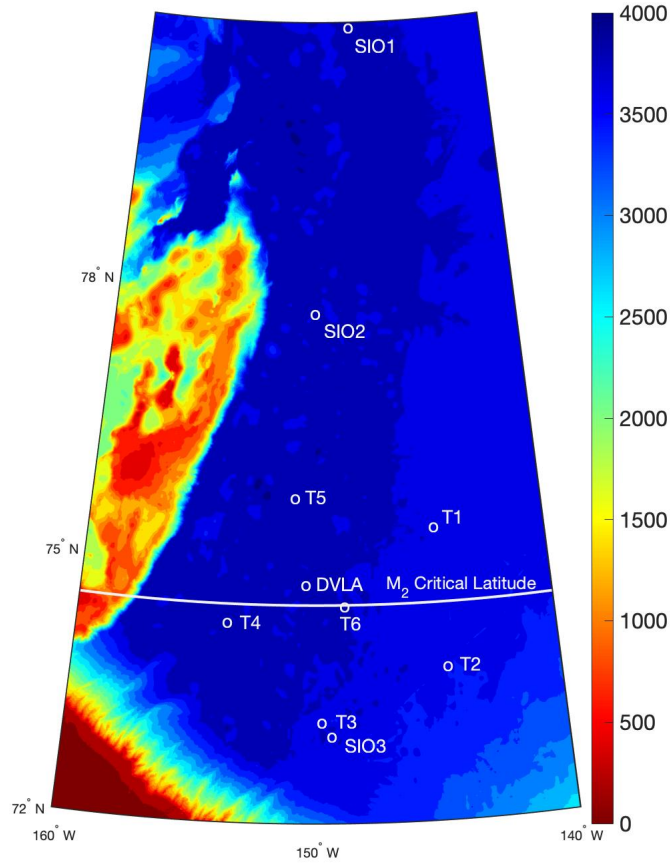 SIO1
78° N
SIO2
T5
T1
75° N
DVLA
M2 Critical Latitude
T4
T6
T2
T3
SIO3
72° N
160° W
150° W
140° W
4000
3500
3000
2500
2000
1500
1000
500
0